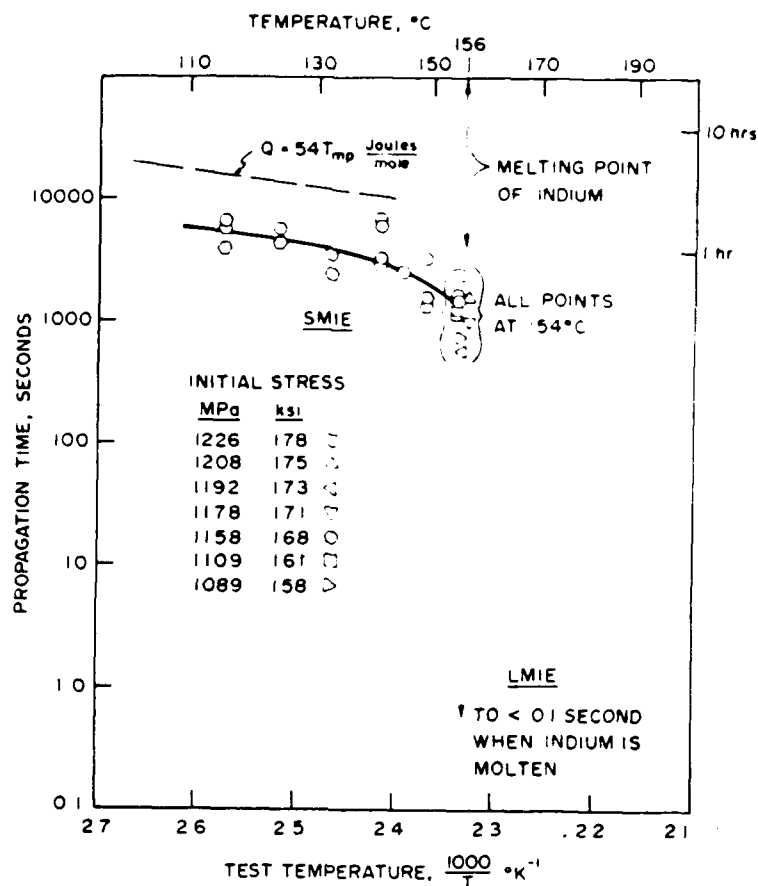 TEMPERATURE, °C
156
110 130 150 170 190
Q = 54 Tmp Joules/mole
10 hrs
MELTING POINT
OF INDIUM
10000
1 hr
ALL POINTS
AT 154°C
1000
SMIE
INITIAL STRESS
MPa ksi
1226 178
1208 175
1192 173
1178 171
1158 168
1109 161
1089 158
100
10
1 0
LMIE
TO < 01 SECOND
WHEN INDIUM IS
MOLTEN
0 1
PROPAGATION TIME, SECONDS
2 7 2 6 2 5 2 4 2 3 .2 2 2 1
TEST TEMPERATURE, 1000/T °K⁻¹